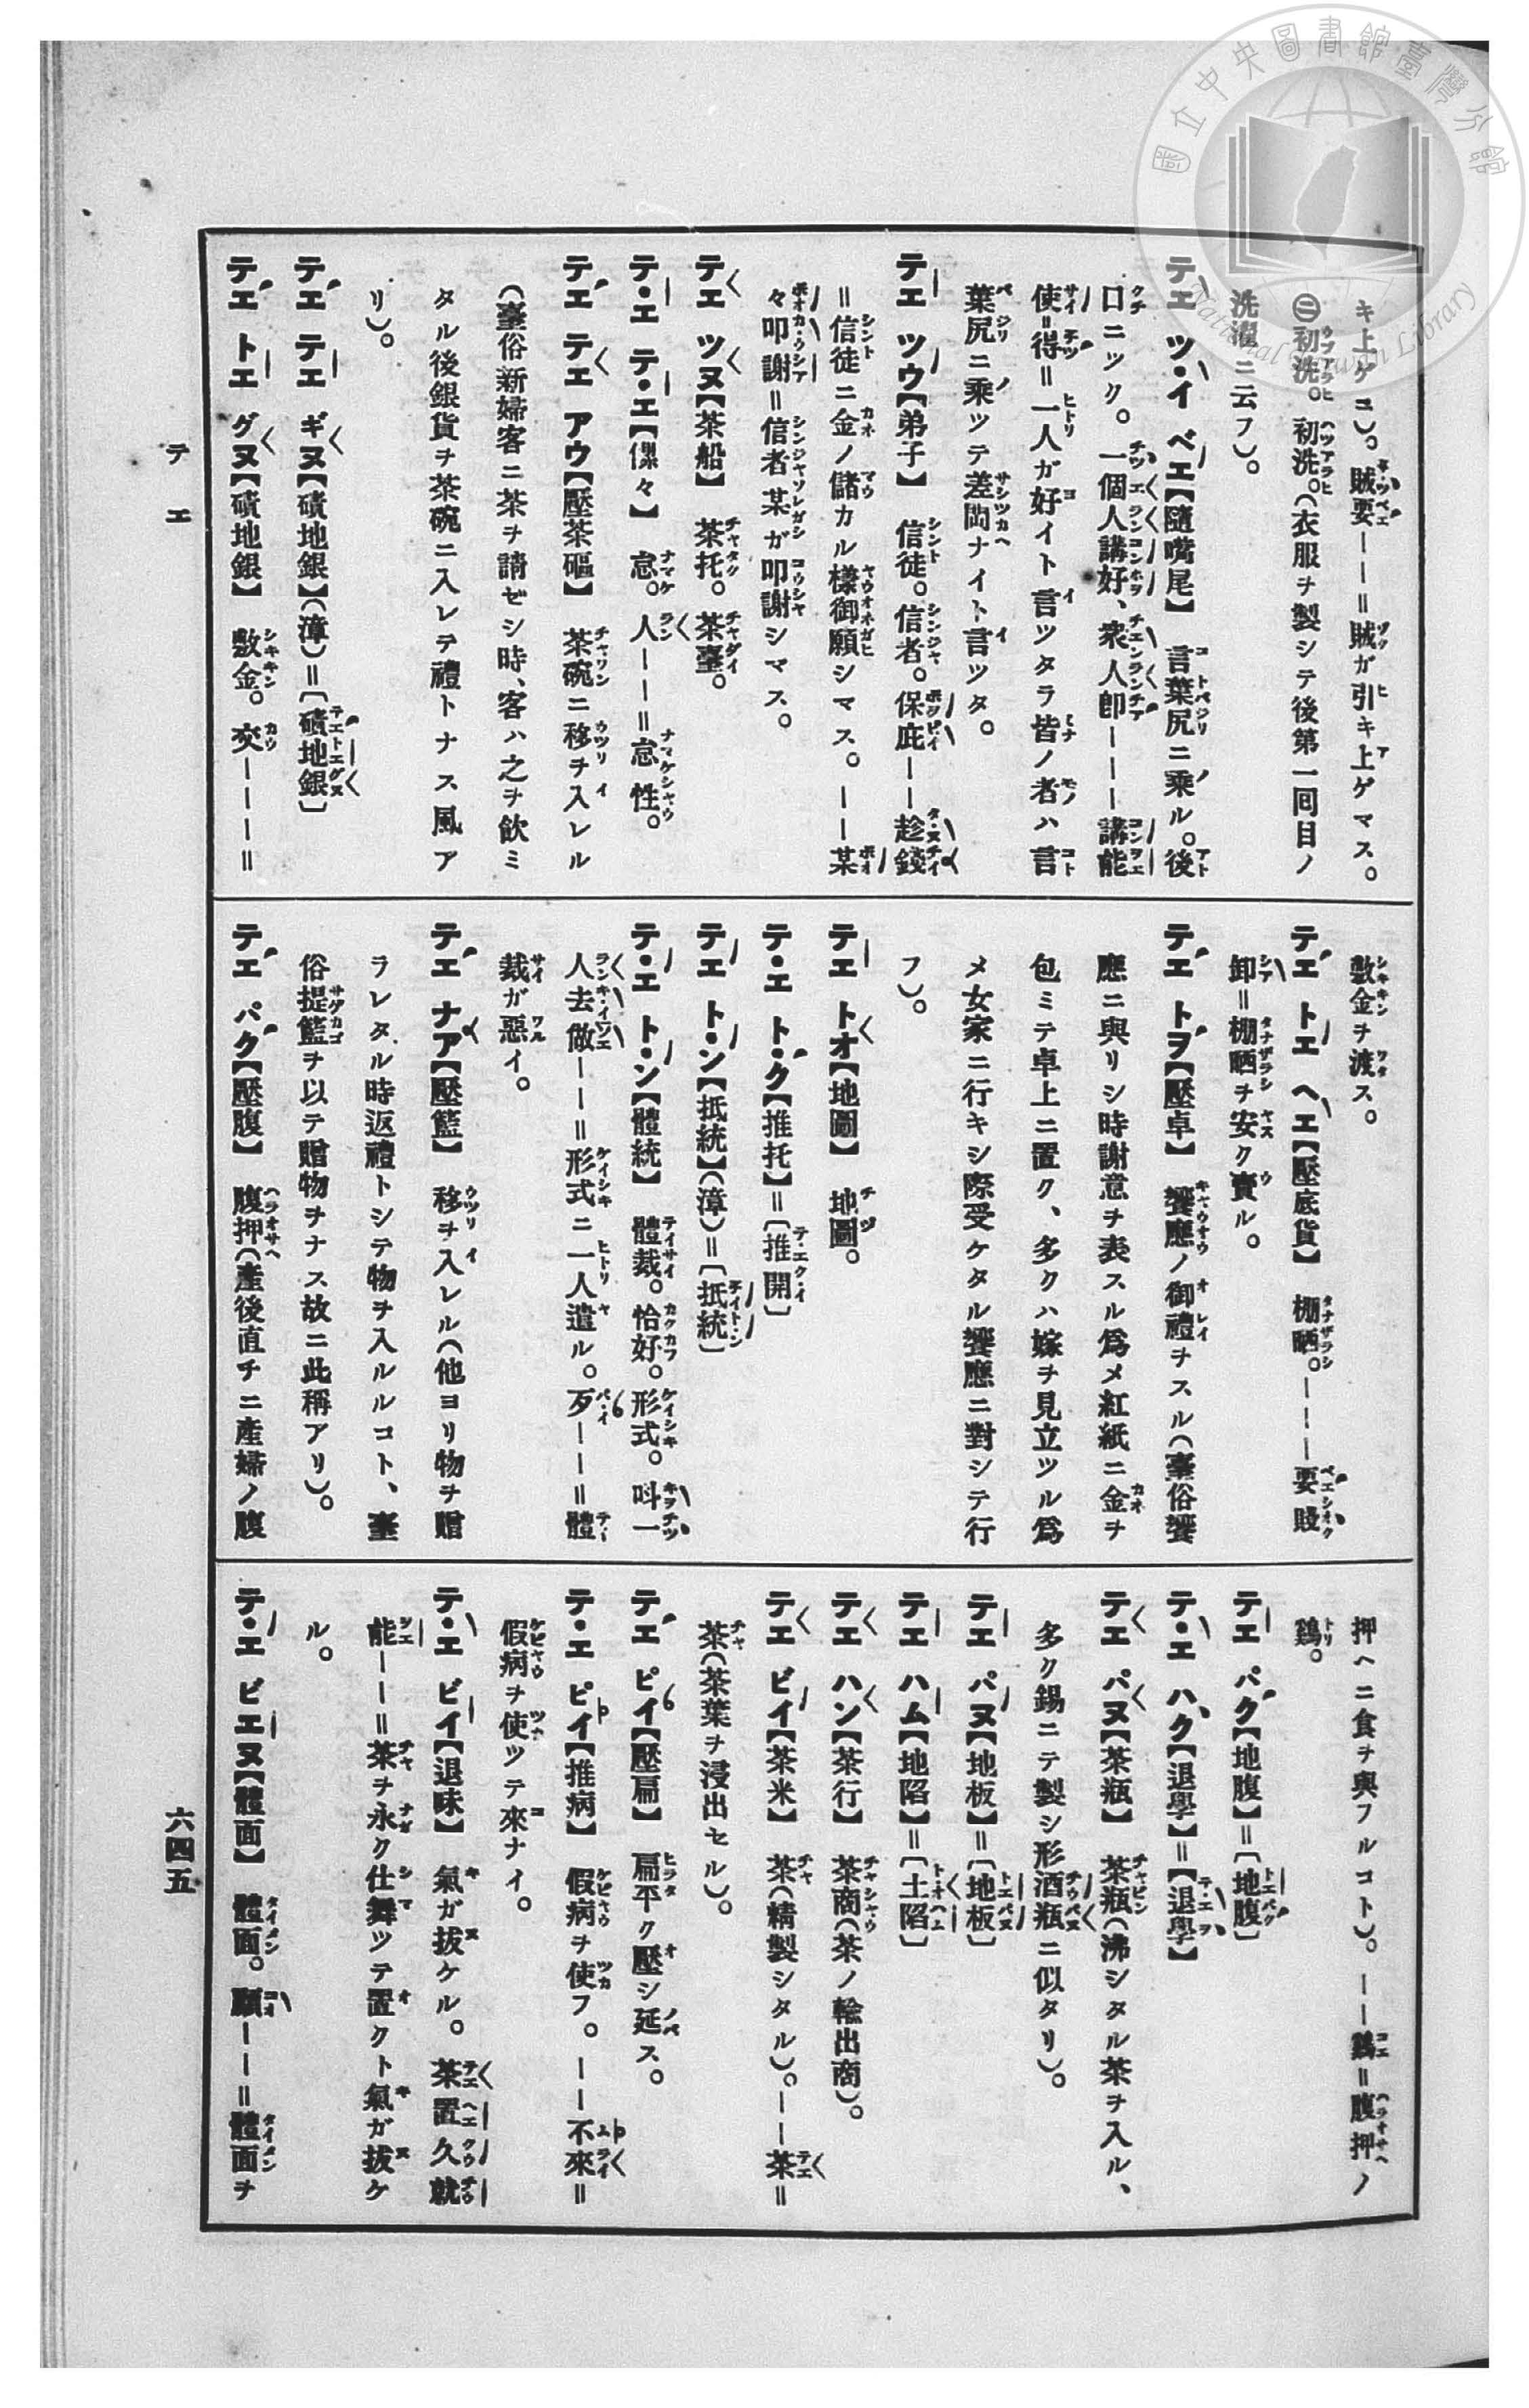 國立中央圖書館臺灣分館
National Taiwan Library
キ上ゲヨ)。賊要———=賊ガ引キ上ゲマス。
㊂初洗。初洗。(衣服ヲ製シテ後第一回目ノ
洗濯ニ云フ)。
テエ ツ・イ ベエ【隨嘴尾】 言葉尻ニ乘ル。後
口ニツク。一個人講好、衆人卽———講能
使得=一人ガ好イト言ツタラ皆ノ者ハ言
葉尻ニ乘ツテ差閊ナイト言ツタ。
テエ ツウ【弟子】 信徒。信者。保庇——趁錢
=信徒ニ金ノ儲カル樣御願シマス。——某
々叩謝=信者某ガ叩謝シマス。
テエ ツヌ【茶船】 茶托。茶臺。
テ・エ テ・エ【傫々】 怠。人———=怠性。
テエ テエ アウ【壓茶甌】 茶碗ニ移ヲ入レル
(臺俗新婦客ニ茶ヲ請ゼシ時、客ハ之ヲ飮ミ
タル後銀貨ヲ茶碗ニ入レテ禮トナス風ア
リ)。
テエ テエ ギヌ【磧地銀】(漳)=〔磧地銀〕
テエ トエ グヌ【磧地銀】 敷金。交————=
敷金ヲ渡ス。
テエ トエ ヘエ【壓底貨】 棚晒。———要賤
卸=棚晒ヲ安ク賣ル。
テエ トヲ【壓卓】 饗應ノ御禮ヲスル(臺俗饗
應ニ與リシ時謝意ヲ表スル爲メ紅紙ニ金ヲ
包ミテ卓上ニ置ク、多クハ嫁ヲ見立ツル爲
メ女家ニ行キシ際受ケタル饗應ニ對シテ行
フ)。
テエ トオ【地圖】 地圖。
テ・エ ト・ク【推托】=〔推開〕
テエ ト・ン【抵統】(漳)=〔抵統〕
テ・エ ト・ン【體統】 體裁。恰好。形式。呌一
人去做———=形式ニ一人遣ル。歹———=體
裁ガ惡イ。
テエ ナア【壓籃】 移ヲ入レル(他ヨリ物ヲ贈
ラレタル時返禮トシテ物ヲ入ルルコト、臺
俗提籃ヲ以テ贈物ヲナス故ニ此稱アリ)。
テエ パク【壓腹】 腹押(產後直チニ產婦ノ腹
押ヘニ食ヲ與フルコト)。——鷄=腹押ノ
鷄。
テエ パク【地腹】=〔地腹〕
テ・エ ハク【退學】=【退學】
テエ パヌ【茶瓶】 茶瓶(沸シタル茶ヲ入ル、
多ク錫ニテ製シ形酒瓶ニ似タリ)。
テエ パヌ【地板】=〔地板〕
テエ ハム【地陷】=〔土陷〕
テエ ハン【茶行】 茶商(茶ノ輸出商)。
テエ ビイ【茶米】 茶(精製シタル)。——茶=
茶(茶葉ヲ浸出セル)。
テエ ピイ【壓扁】 扁平ク壓シ延ス。
テ・エ ピイ【推病】 假病ヲ使フ。——不來=
假病ヲ使ツテ來ナイ。
テ・エ ビイ【退味】 氣ガ拔ケル。茶置久就
能———=茶ヲ永ク仕舞ツテ置クト氣ガ拔ケ
ル。
テ・エ ビエヌ【體面】 體面。顧———=體面ヲ
テエ
六四五